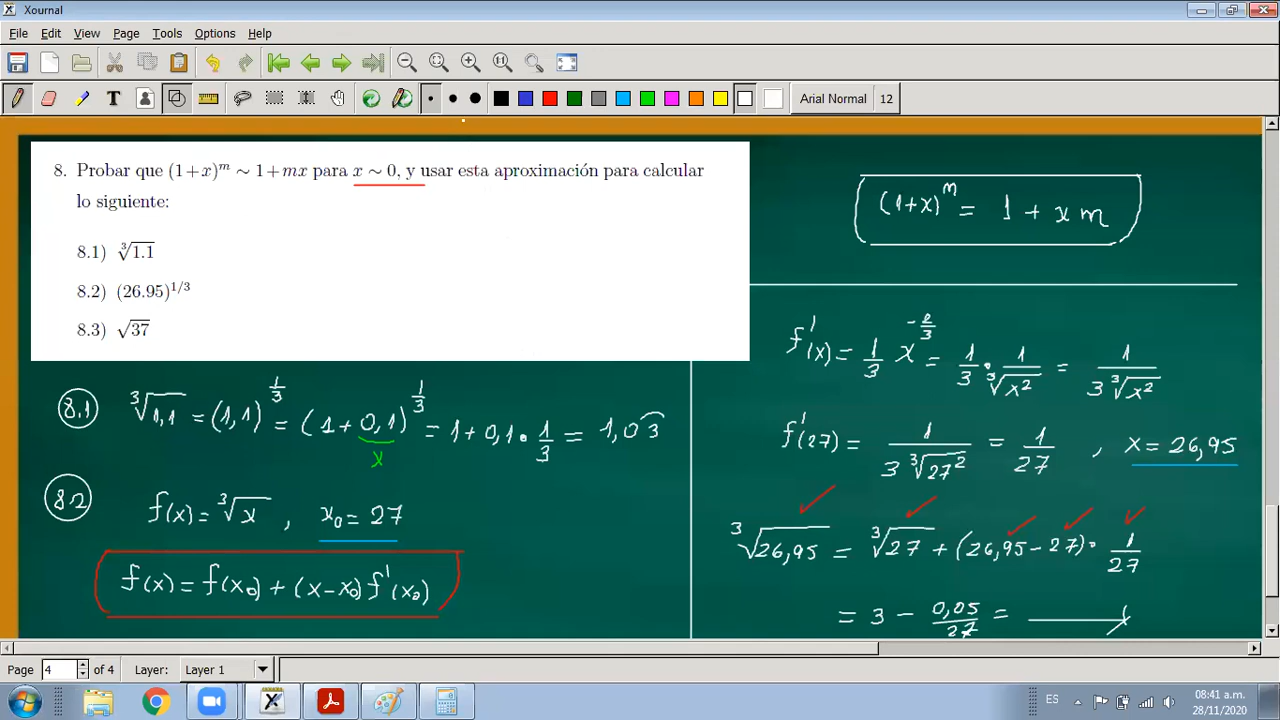 Xournal
File Edit View Page Tools Options Help
Arial Normal 12
8. Probar que (1+x)^m ∼ 1+mx para x ∼ 0, y usar esta aproximación para calcular
lo siguiente:
8.1) ∛1.1
8.2) (26.95)^1/3
8.3) √37
(1+x)^m = 1 + x m
8.1 ∛1,1 = (1,1)^1/3 = (1+0,1)^1/3 = 1+0,1·1/3 = 1,03̂
x
8.2 f(x) = ∛x , x₀ = 27
f(x) = f(x₀) + (x-x₀) f'(x₀)
f'(x) = 1/3 x^-2/3 = 1/3 · 1/∛x² = 1/3∛x²
f'(27) = 1/3∛27² = 1/27 , x = 26,95
∛26,95 = ∛27 + (26,95-27)· 1/27
= 3 - 0,05/27 =
Page 4 of 4 Layer: Layer 1
ES 08:41 a.m.
28/11/2020